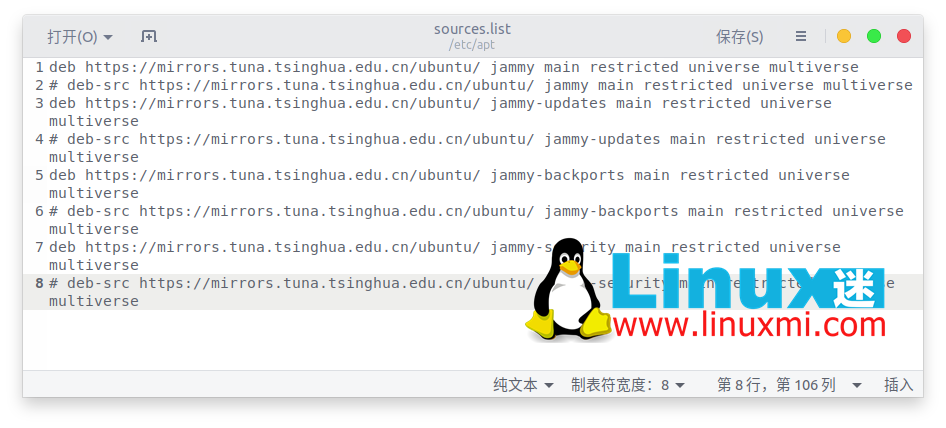 打开(O)
sources.list
/etc/apt
保存(S)
1 deb https://mirrors.tuna.tsinghua.edu.cn/ubuntu/ jammy main restricted universe multiverse
2 # deb-src https://mirrors.tuna.tsinghua.edu.cn/ubuntu/ jammy main restricted universe multiverse
3 deb https://mirrors.tuna.tsinghua.edu.cn/ubuntu/ jammy-updates main restricted universe
multiverse
4 # deb-src https://mirrors.tuna.tsinghua.edu.cn/ubuntu/ jammy-updates main restricted universe
multiverse
5 deb https://mirrors.tuna.tsinghua.edu.cn/ubuntu/ jammy-backports main restricted universe
multiverse
6 # deb-src https://mirrors.tuna.tsinghua.edu.cn/ubuntu/ jammy-backports main restricted universe
multiverse
7 deb https://mirrors.tuna.tsinghua.edu.cn/ubuntu/ jammy-security main restricted universe
multiverse
8 # deb-src https://mirrors.tuna.tsinghua.edu.cn/ubuntu/ -security main restricted
multiverse
Linux迷
www.linuxmi.com
纯文本
制表符宽度：8
第 8 行，第 106 列
插入